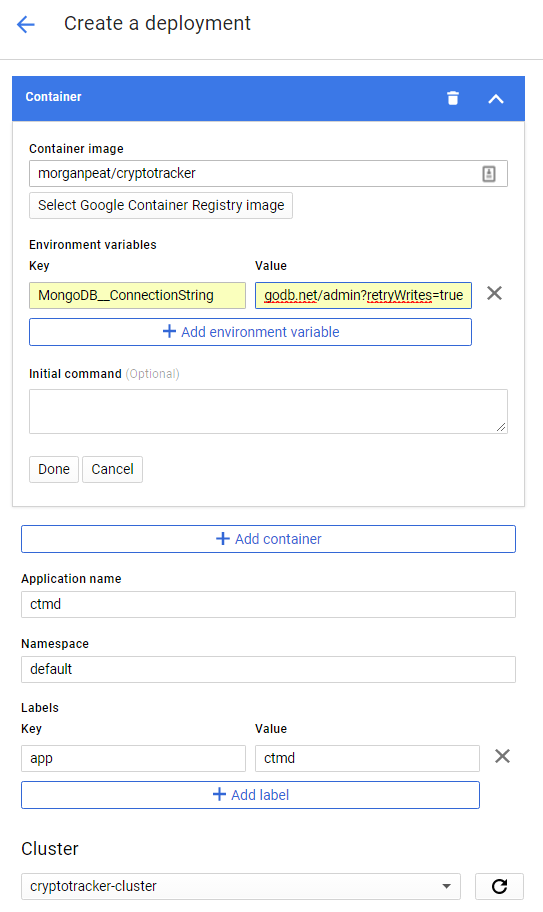 Create a deployment
Container
Container image
morganpeat/cryptotracker
Select Google Container Registry image
Environment variables
Key Value
MongoDB__ConnectionString godb.net/admin?retryWrites=true
Add environment variable
Initial command (Optional)
Done Cancel
Add container
Application name
ctmd
Namespace
default
Labels
Key Value
app ctmd
Add label
Cluster
cryptotracker-cluster